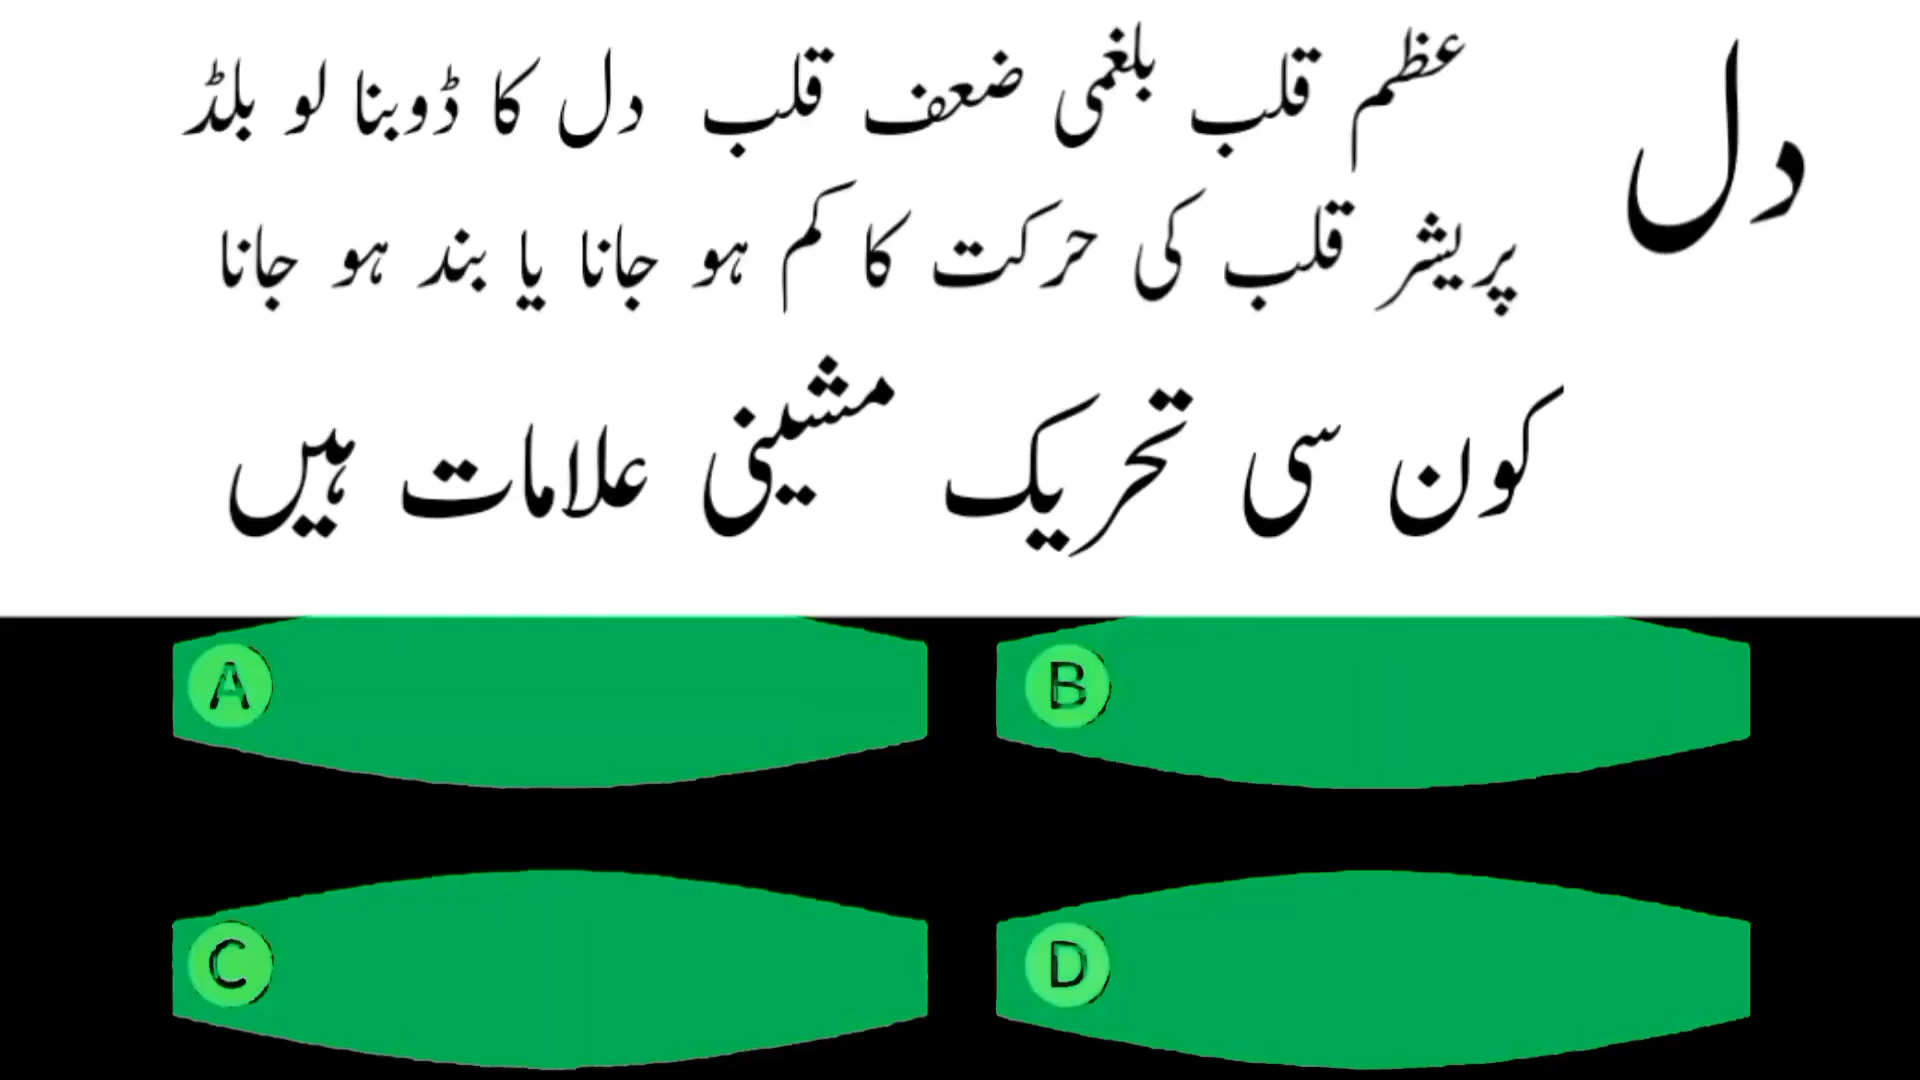 دل
عظم قلب بلغمی ضعف قلب دل کا ڈوبنا لو بلڈ
پریشر قلب کی حرکت کا کم ہو جانا یا بند ہو جانا
کون سی تحریک مشینی علامات ہیں
A
B
C
D